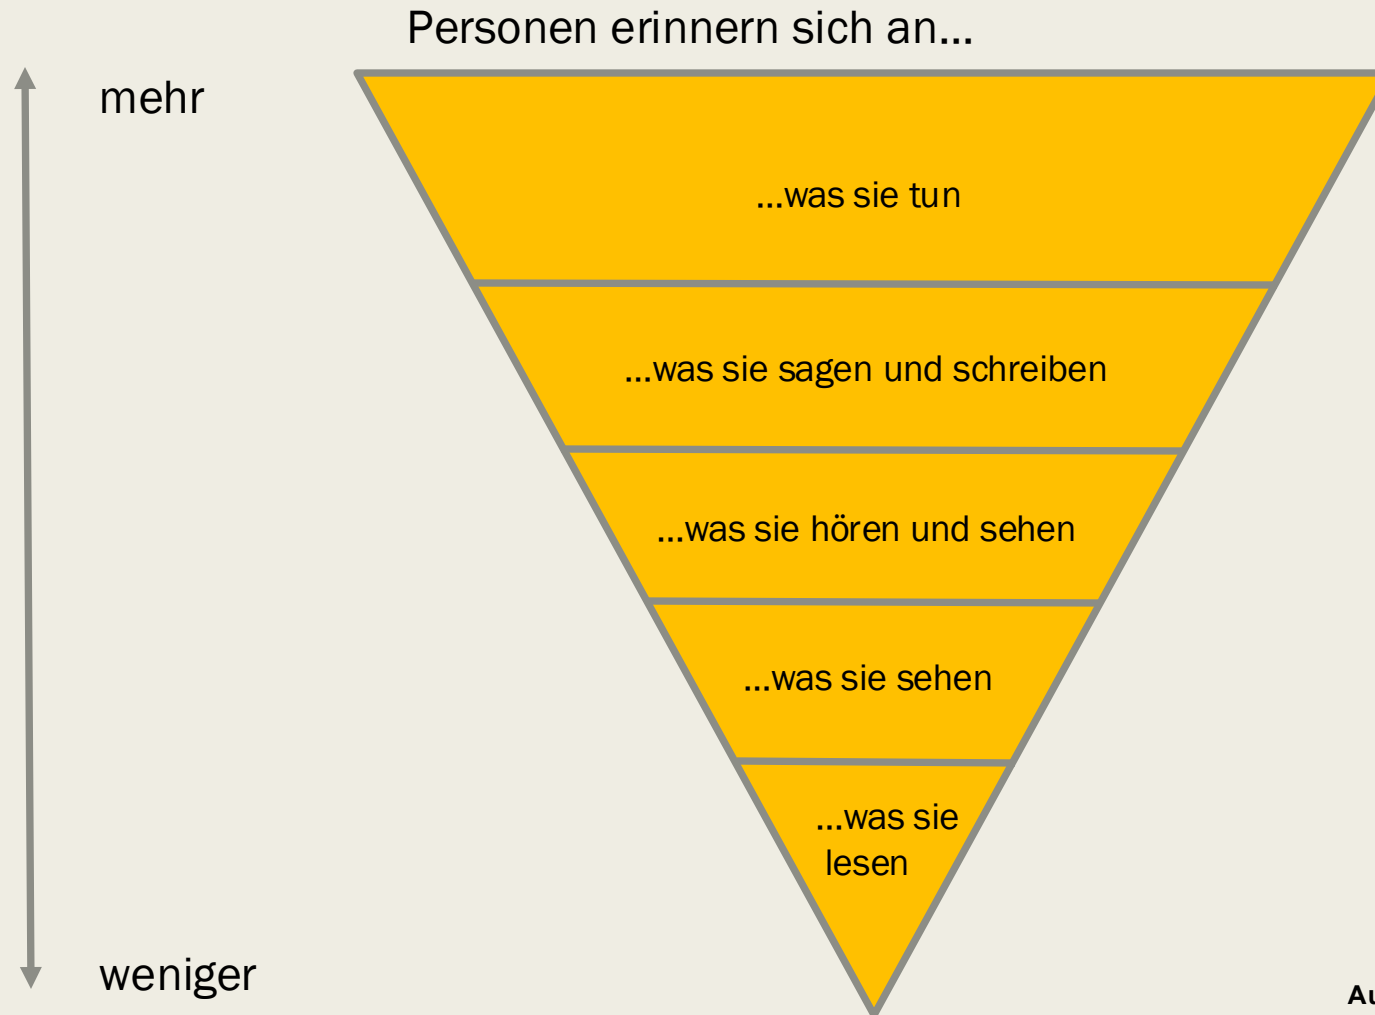 Personen erinnern sich an...
mehr
...was sie tun
...was sie sagen und schreiben
...was sie hören und sehen
...was sie sehen
...was sie
lesen
weniger